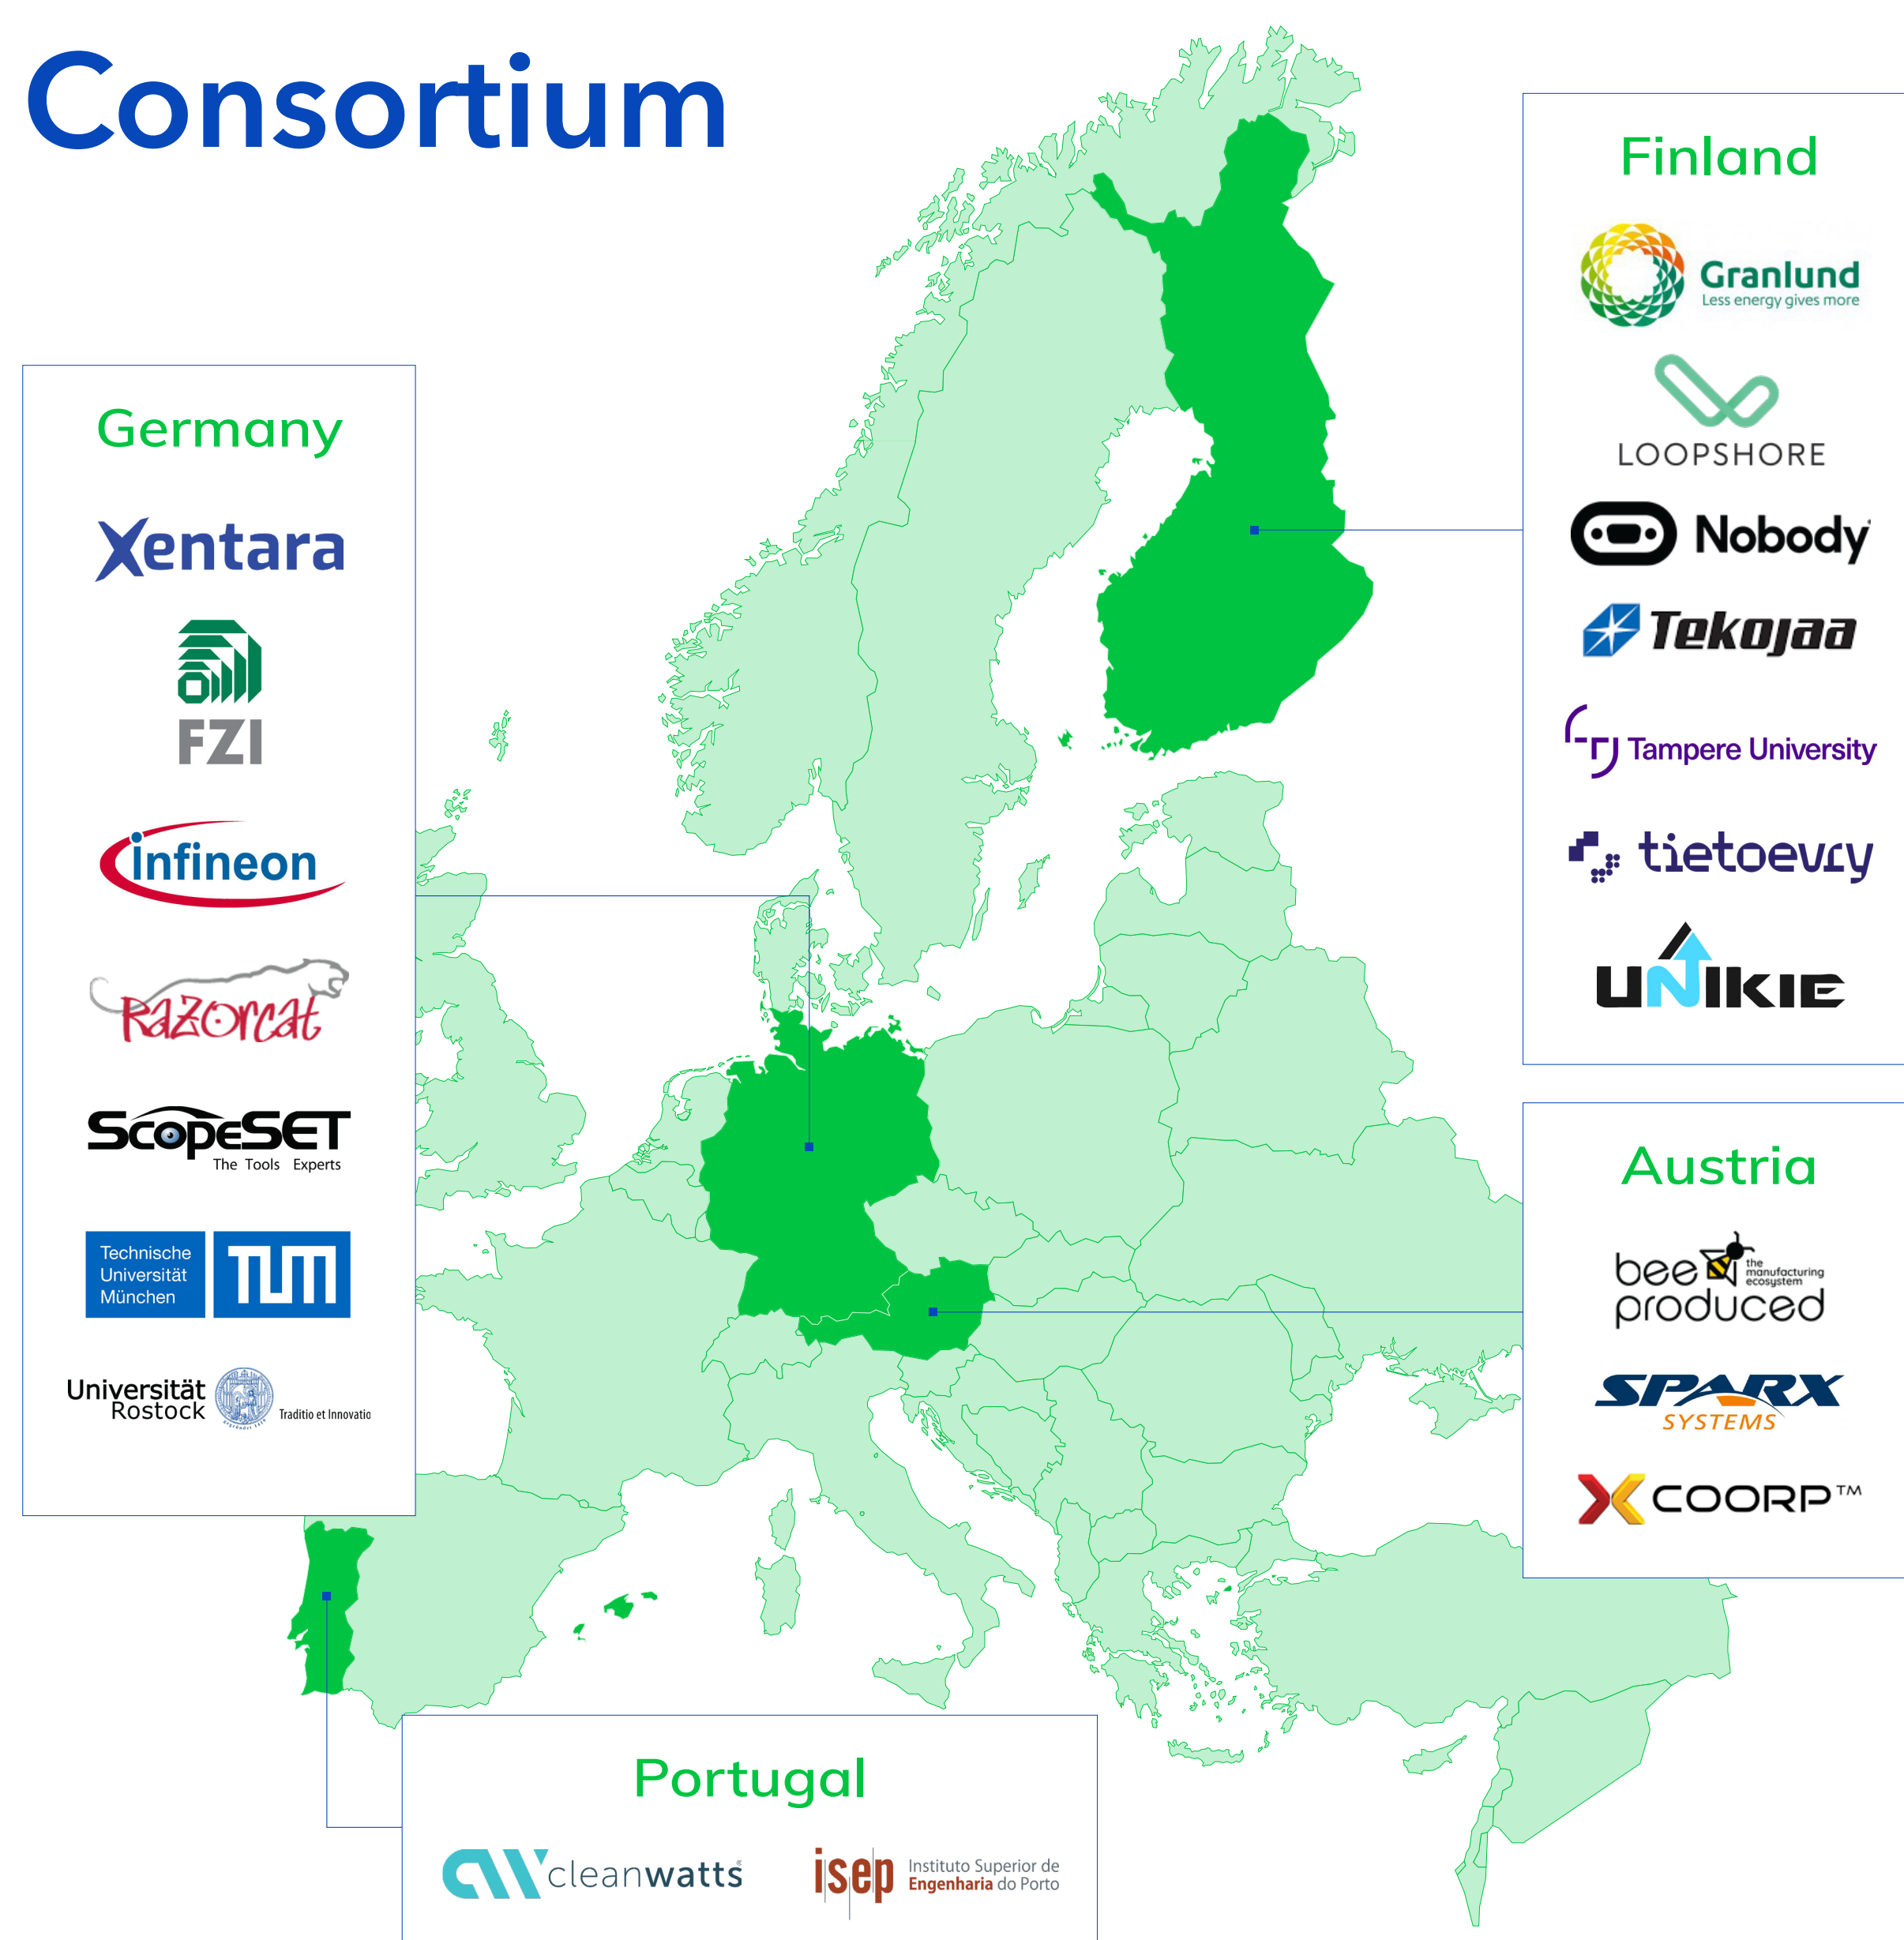 Consortium
Germany
Xentara
FZI
infineon
Razorcat
ScopeSET
The Tools Experts
Technische
Universität
München
TUM
Universität
Rostock
Traditio et Innovatio
Finland
Granlund
Less energy gives more
LOOPSHORE
Nobody
Tekojaa
Tampere University
tietoevry
UNIKIE
Austria
bee the manufacturing ecosystem
produced
SPARX
SYSTEMS
X COORP™
Portugal
cleanwatts®
isep
Instituto Superior de
Engenharia do Porto